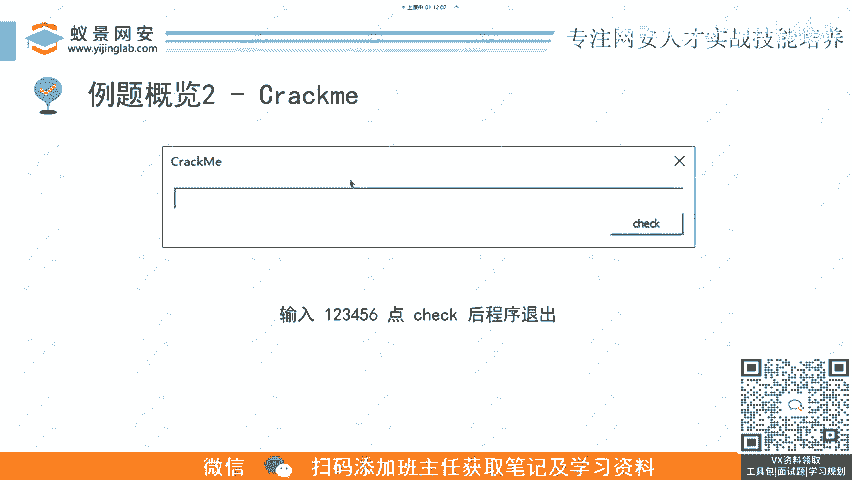 蚁景网安
www.yijinglab.com
专注网安人才实战技能培养
例题概览2 - Crackme
CrackMe
check
输入 123456 点 check 后程序退出
VX资料领取
工具包|面试题|学习规划
微信 扫码添加班主任获取笔记及学习资料